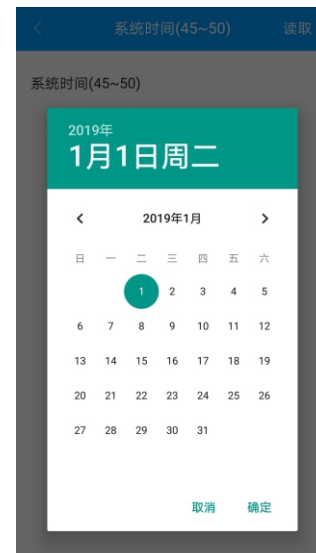 系统时间(45~50) 读取
系统时间(45~50)
2019年
1月1日周二
2019年1月
日 一 二 三 四 五 六
1 2 3 4 5
6 7 8 9 10 11 12
13 14 15 16 17 18 19
20 21 22 23 24 25 26
27 28 29 30 31
取消 确定